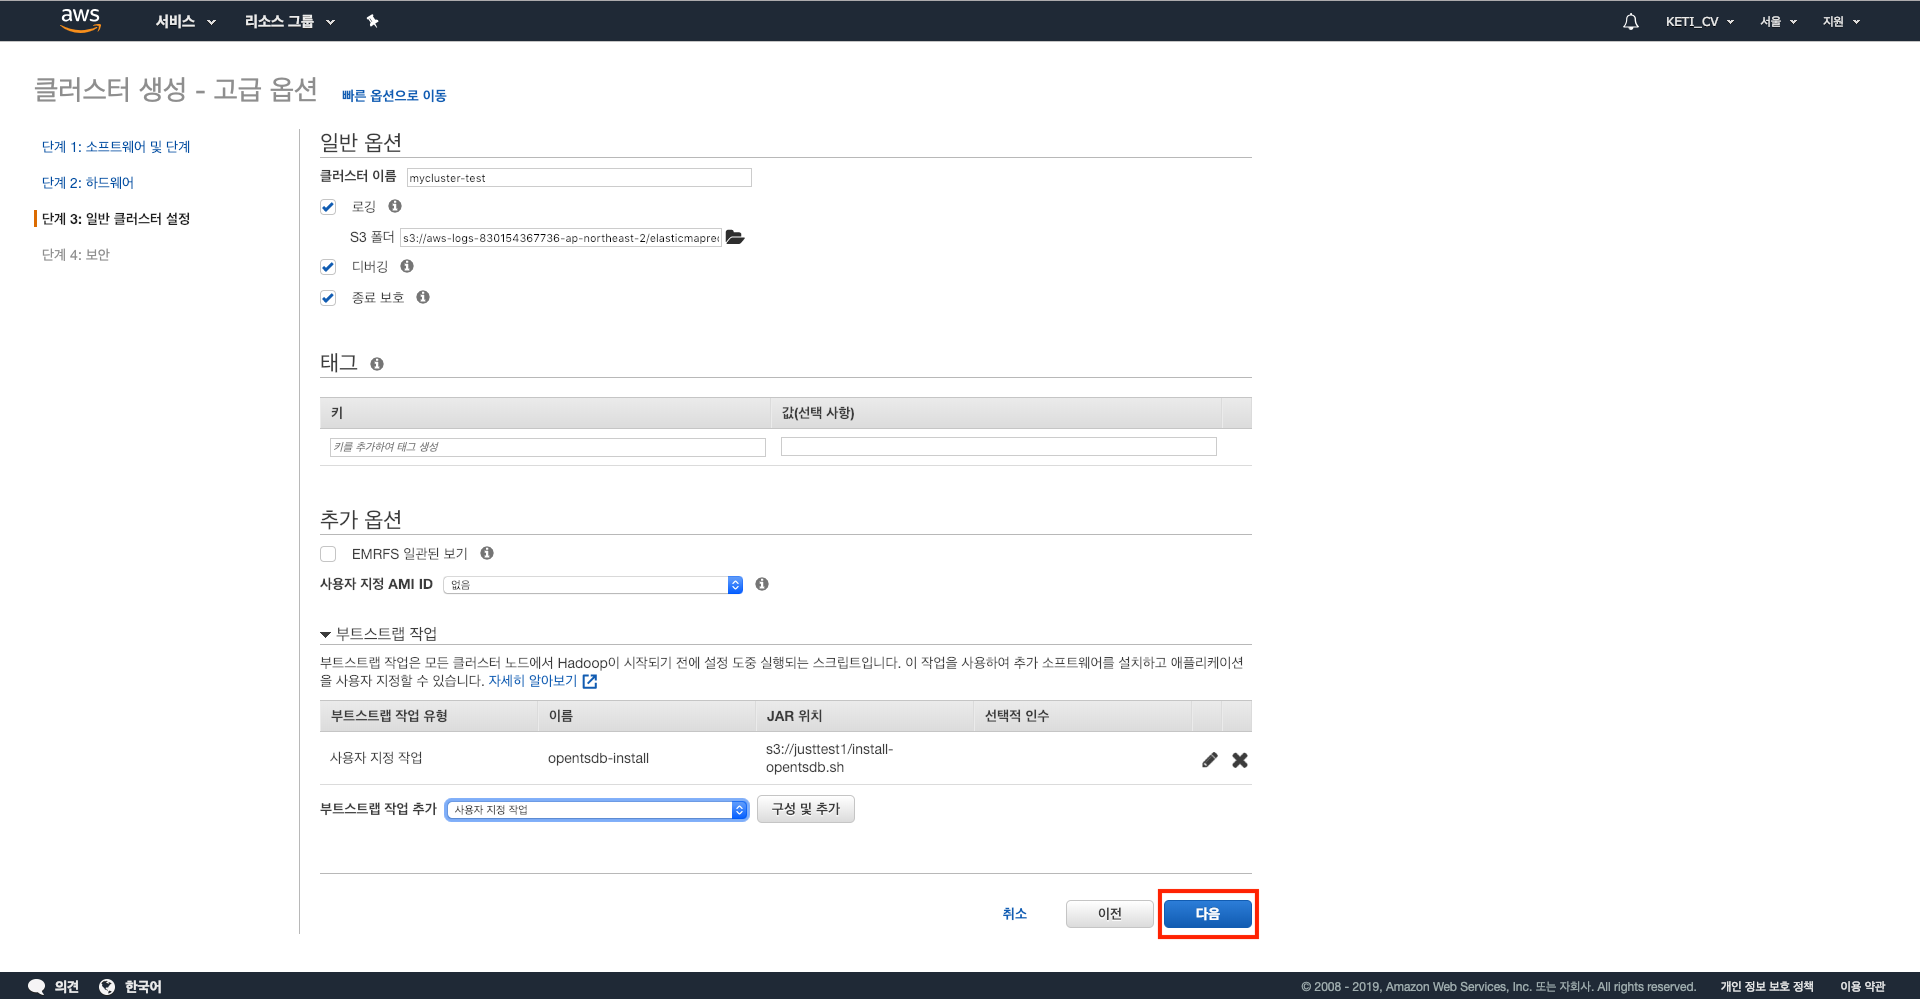 aws 서비스 리소스 그룹 KETI_CV 서울 지원
클러스터 생성 - 고급 옵션 빠른 옵션으로 이동
단계 1: 소프트웨어 및 단계
단계 2: 하드웨어
단계 3: 일반 클러스터 설정
단계 4: 보안
일반 옵션
클러스터 이름 mycluster-test
로깅
S3 폴더 s3://aws-logs-830154367736-ap-northeast-2/elasticmapred
디버깅
종료 보호
태그
키 값(선택 사항)
키를 추가하여 태그 생성
추가 옵션
EMRFS 일관된 보기
사용자 지정 AMI ID 없음
부트스트랩 작업
부트스트랩 작업은 모든 클러스터 노드에서 Hadoop이 시작되기 전에 설정 도중 실행되는 스크립트입니다. 이 작업을 사용하여 추가 소프트웨어를 설치하고 애플리케이션
을 사용자 지정할 수 있습니다. 자세히 알아보기
부트스트랩 작업 유형 이름 JAR 위치 선택적 인수
사용자 지정 작업 opentsdb-install s3://justtest1/install-
opentsdb.sh
부트스트랩 작업 추가 사용자 지정 작업 구성 및 추가
취소 이전 다음
의견 한국어 © 2008 - 2019, Amazon Web Services, Inc. 또는 자회사. All rights reserved. 개인 정보 보호 정책 이용 약관